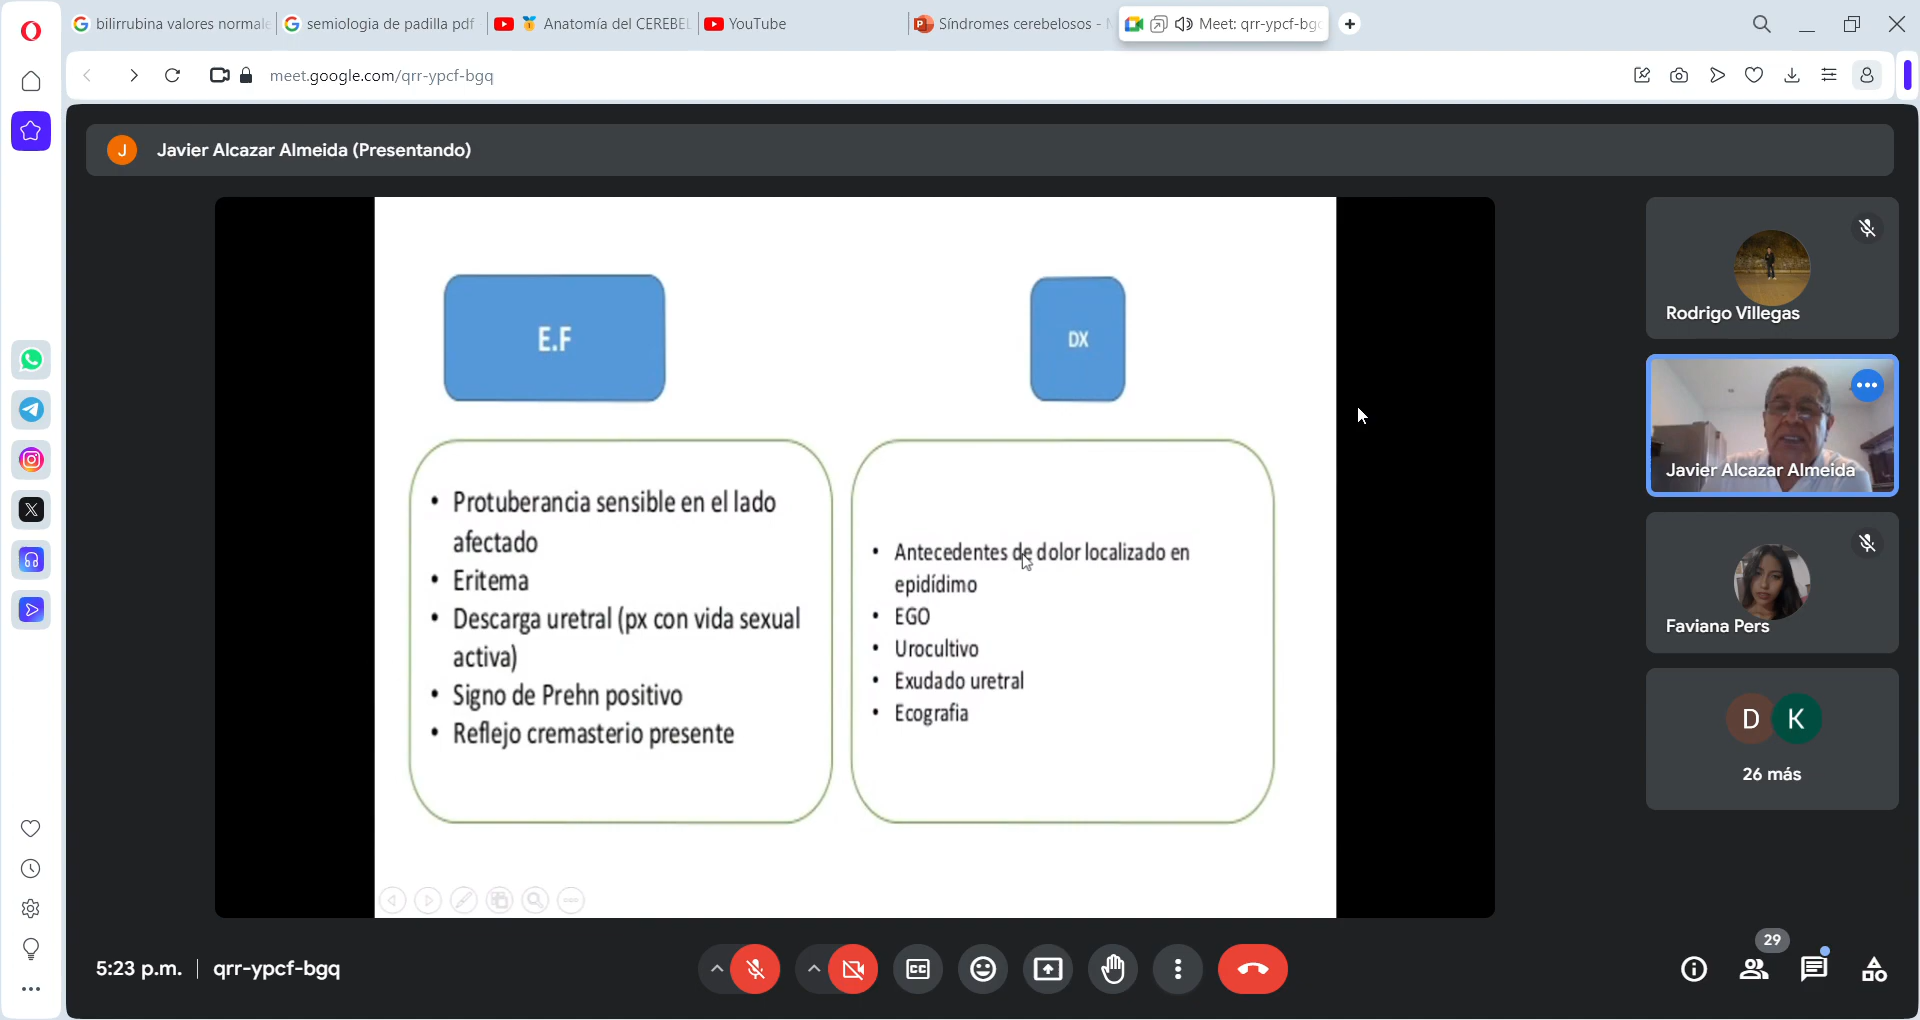 bilirrubina valores normale
semiologia de padilla pdf
Anatomía del CEREBEL
YouTube
Síndromes cerebelosos -
Meet: qrr-ypcf-bgq
meet.google.com/qrr-ypcf-bgq
J
Javier Alcazar Almeida (Presentando)
E.F
DX
• Protuberancia sensible en el lado
afectado
• Eritema
• Descarga uretral (px con vida sexual
activa)
• Signo de Prehn positivo
• Reflejo cremasterio presente
• Antecedentes de dolor localizado en
epidídimo
• EGO
• Urocultivo
• Exudado uretral
• Ecografia
Rodrigo Villegas
Javier Alcazar Almeida
Faviana Pers
D K
26 más
5:23 p.m. | qrr-ypcf-bgq
CC
29